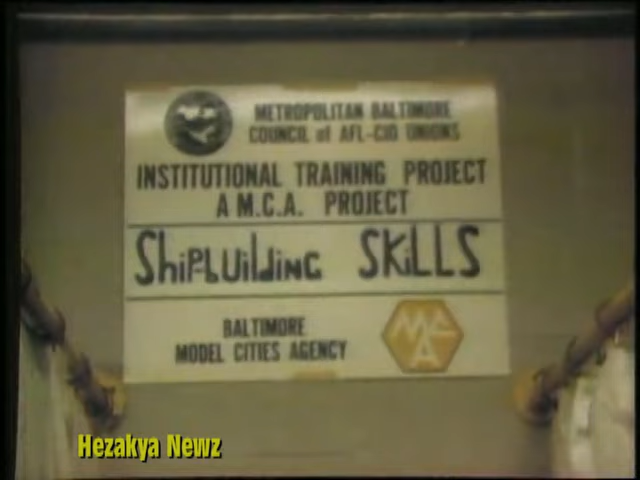 METROPOLITAN BALTIMORE
COUNCIL of AFL-CIO UNIONS
INSTITUTIONAL TRAINING PROJECT
A M.C.A. PROJECT
Shipbuilding SKiLLS
BALTIMORE
MODEL CITIES AGENCY
MCA
Hezakya Newz